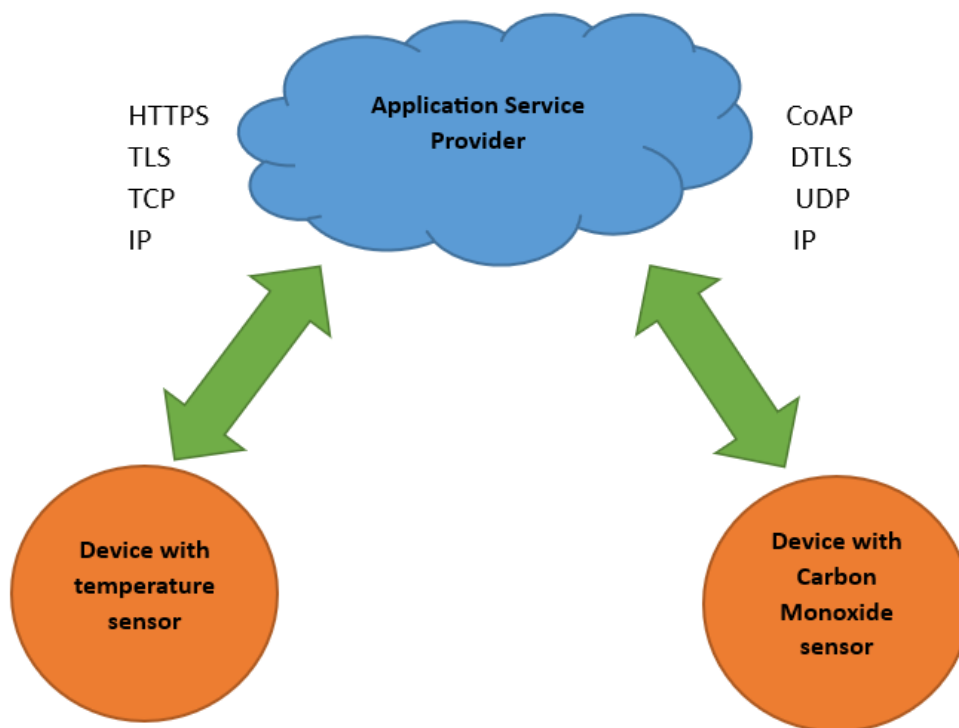 Application Service
Provider
HTTPS
TLS
TCP
IP
CoAP
DTLS
UDP
IP
Device with
temperature
sensor
Device with
Carbon
Monoxide
sensor